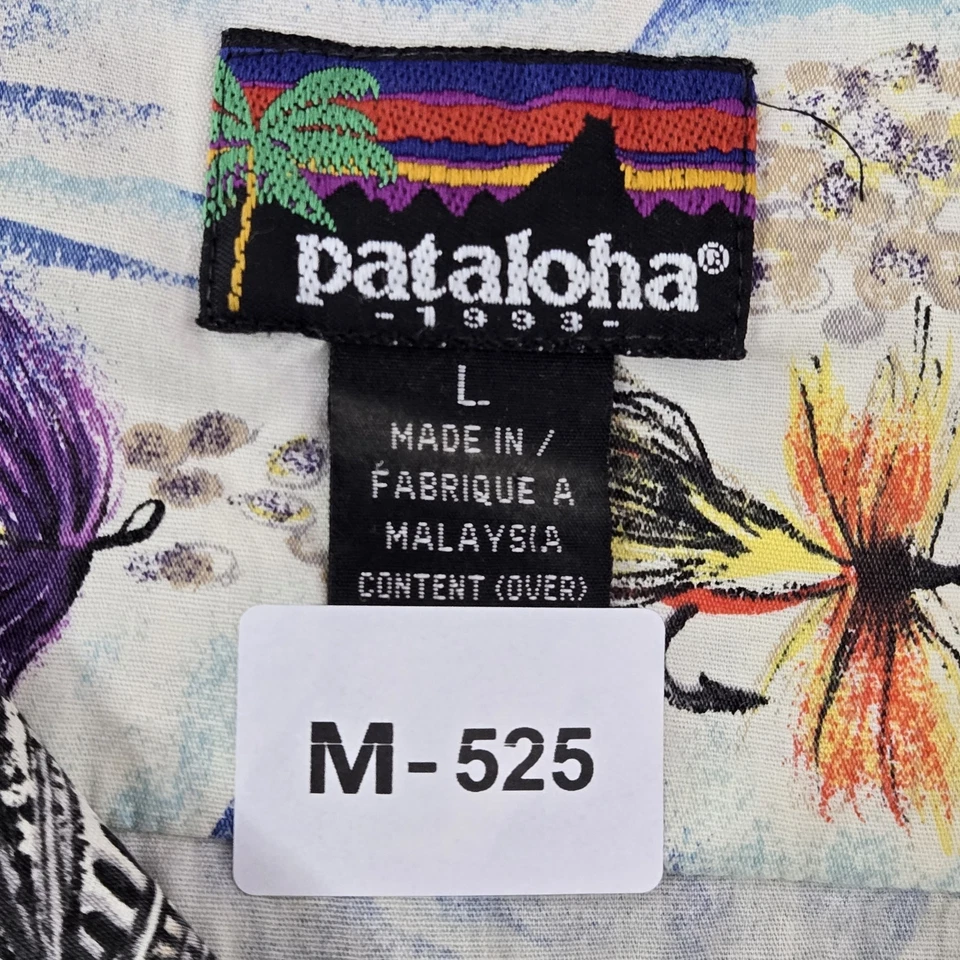 pataloha®
-1993-
L
MADE IN /
FABRIQUE A
MALAYSIA
CONTENT (OVER)
M-525